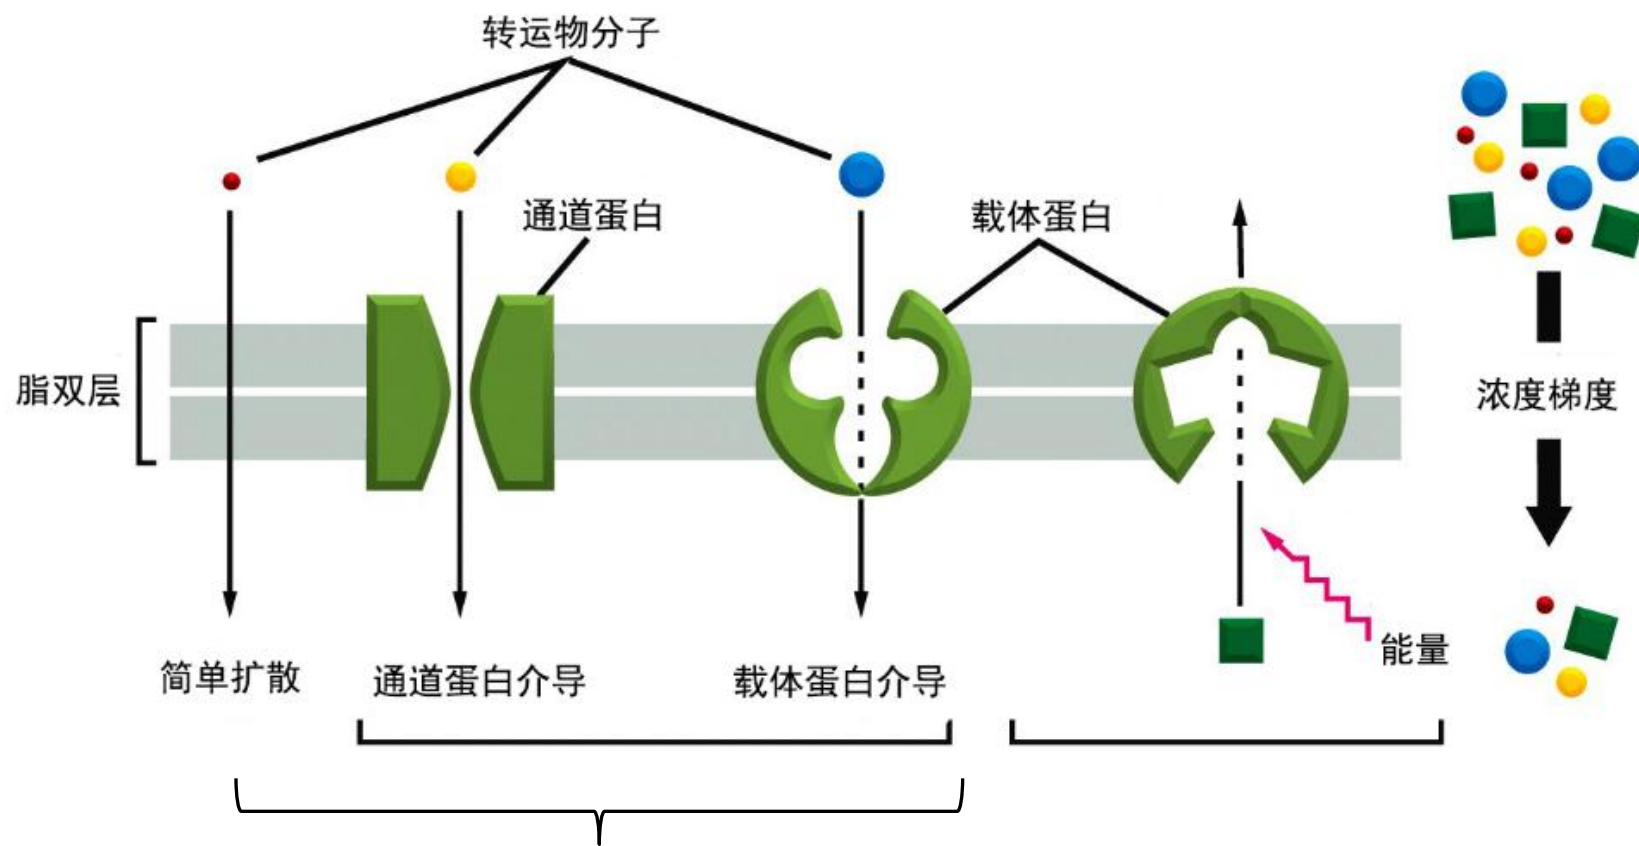 转运物分子
通道蛋白
载体蛋白
脂双层
浓度梯度
简单扩散
通道蛋白介导
载体蛋白介导
能量